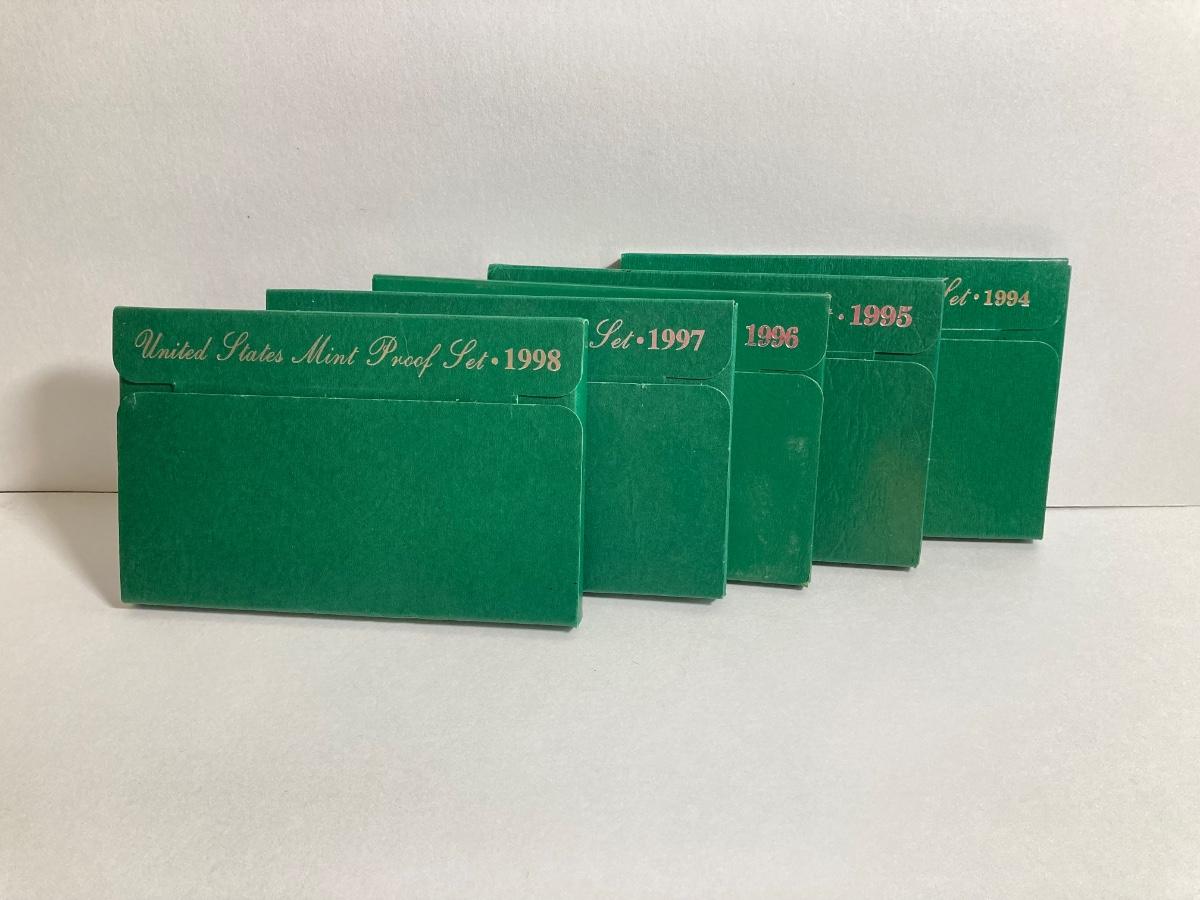 United States Mint Proof Set • 1998
Set • 1997
1996
• 1995
Set • 1994